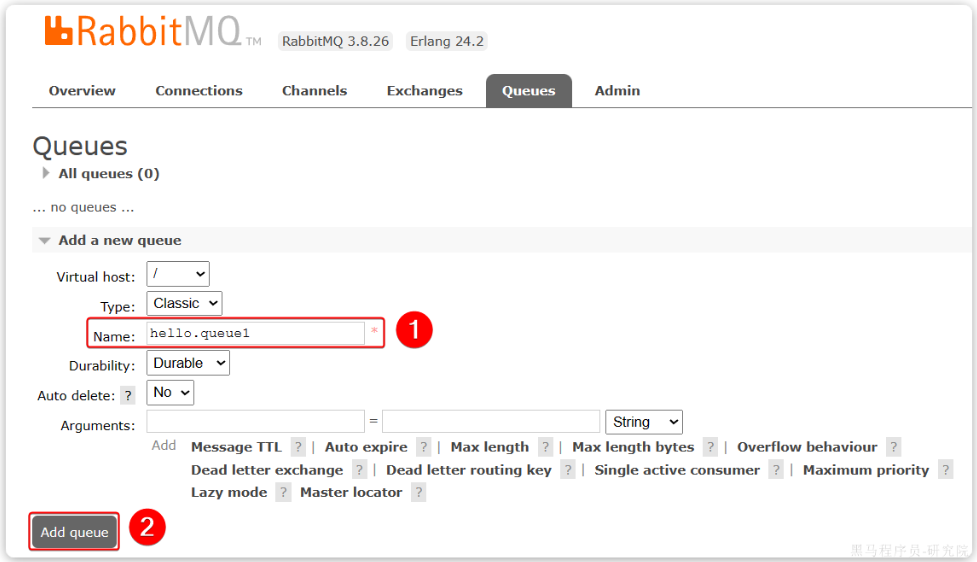 RabbitMQ TM RabbitMQ 3.8.26 Erlang 24.2
Overview Connections Channels Exchanges Queues Admin
Queues
All queues (0)
... no queues ...
Add a new queue
Virtual host: /
Type: Classic
Name: hello.queue1 * 1
Durability: Durable
Auto delete: ? No
Arguments: = String
Add Message TTL ? | Auto expire ? | Max length ? | Max length bytes ? | Overflow behaviour ?
Dead letter exchange ? | Dead letter routing key ? | Single active consumer ? | Maximum priority ?
Lazy mode ? Master locator ?
Add queue 2
黑马程序员-研究院